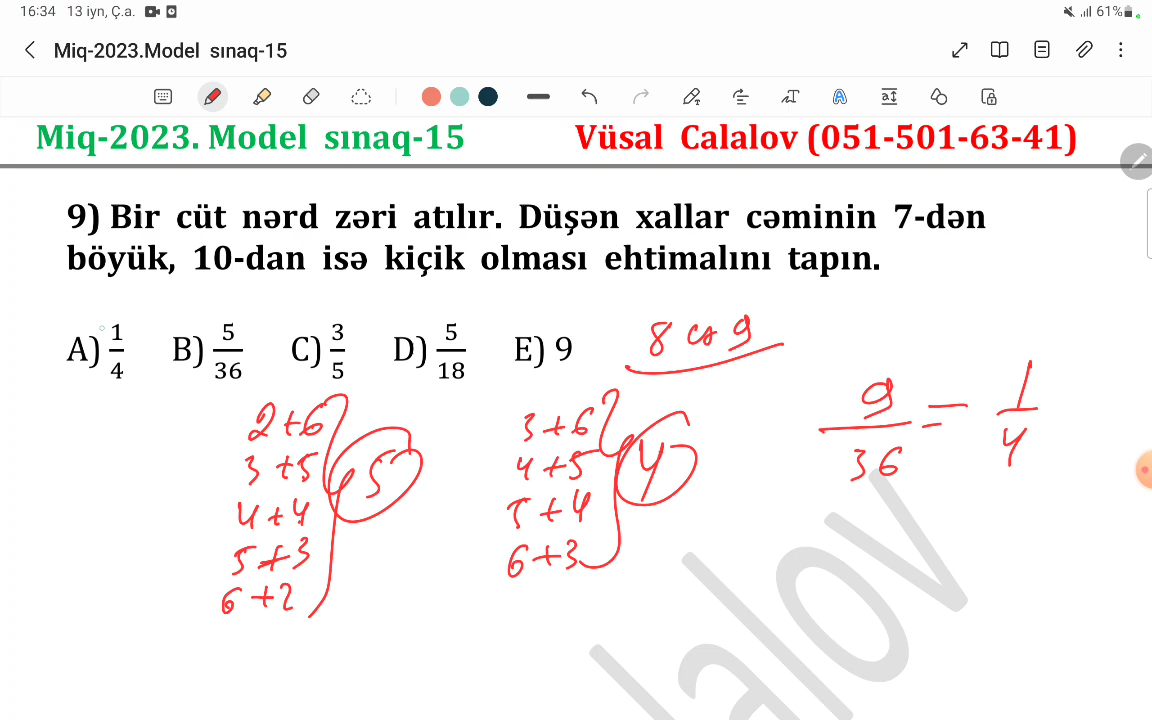 16:34 13 iyn, Ç.a. 61%
Miq-2023.Model sınaq-15
Miq-2023. Model sınaq-15 Vüsal Calalov (051-501-63-41)
9) Bir cüt nərd zəri atılır. Düşən xallar cəminin 7-dən
böyük, 10-dan isə kiçik olması ehtimalını tapın.
A) 1/4 B) 5/36 C) 3/5 D) 5/18 E) 9
8 və 9
2+6
3+5
4+4
5+3
6+2
5
3+6
4+5
5+4
6+3
4
9/36 = 1/4
alov